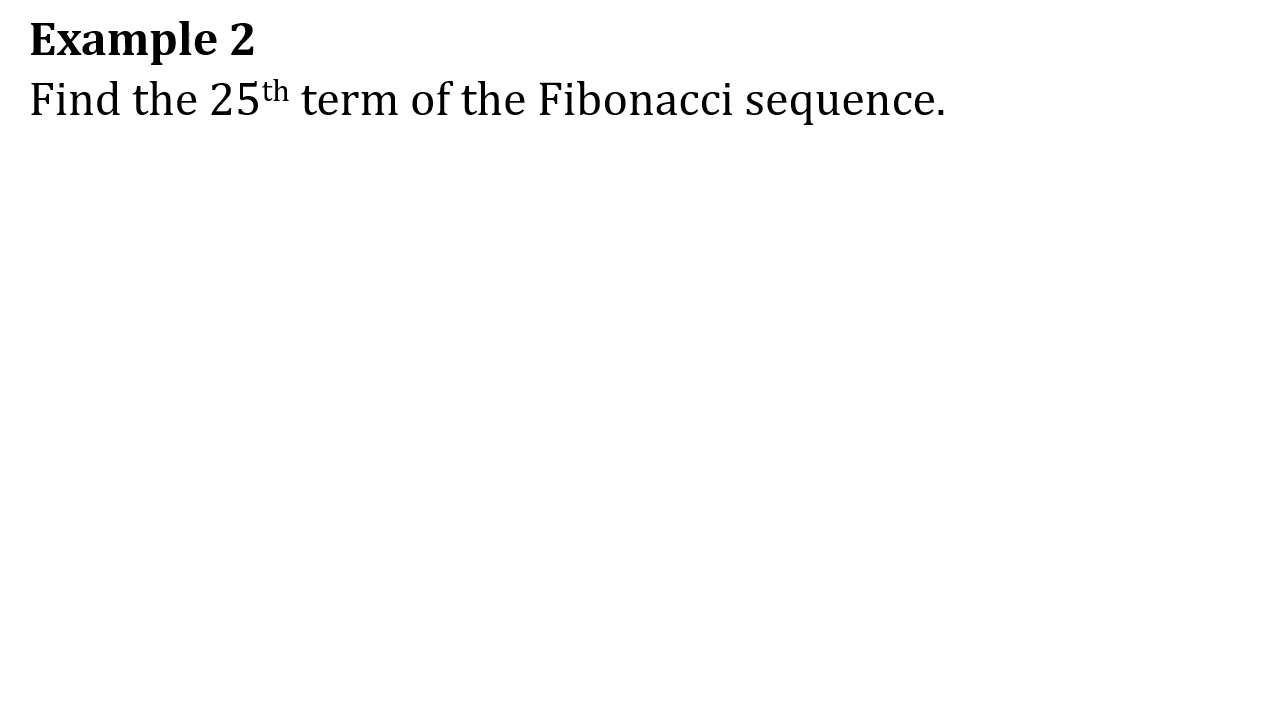 Example 2
Find the 25th term of the Fibonacci sequence.